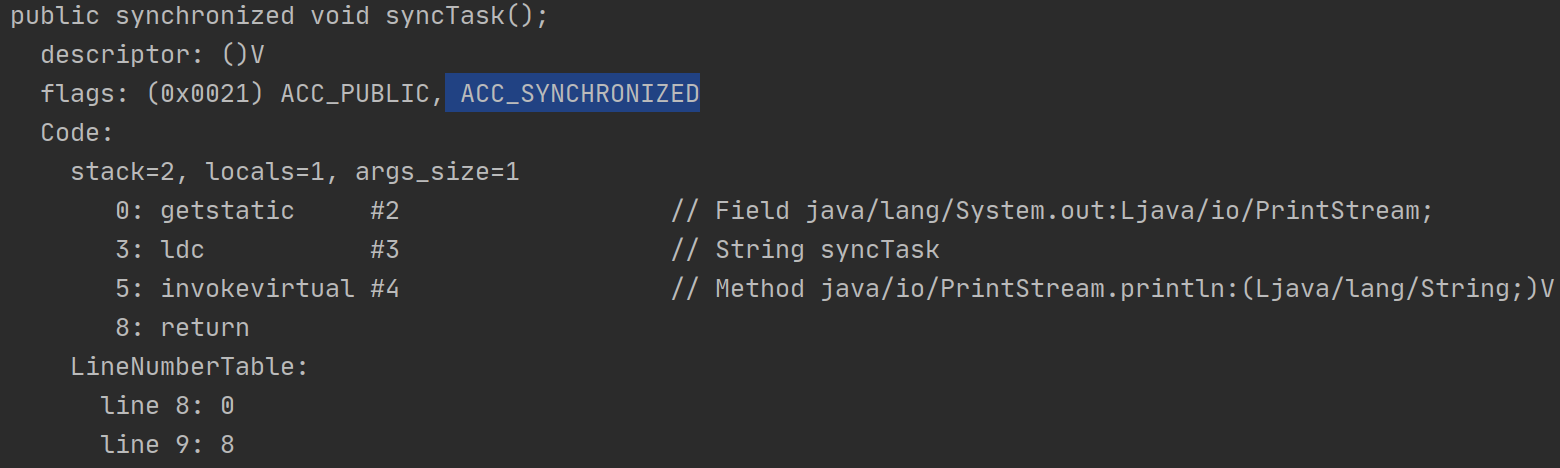 public synchronized void syncTask();
  descriptor: ()V
  flags: (0x0021) ACC_PUBLIC, ACC_SYNCHRONIZED
  Code:
    stack=2, locals=1, args_size=1
       0: getstatic     #2                  // Field java/lang/System.out:Ljava/io/PrintStream;
       3: ldc           #3                  // String syncTask
       5: invokevirtual #4                  // Method java/io/PrintStream.println:(Ljava/lang/String;)V
       8: return
    LineNumberTable:
      line 8: 0
      line 9: 8